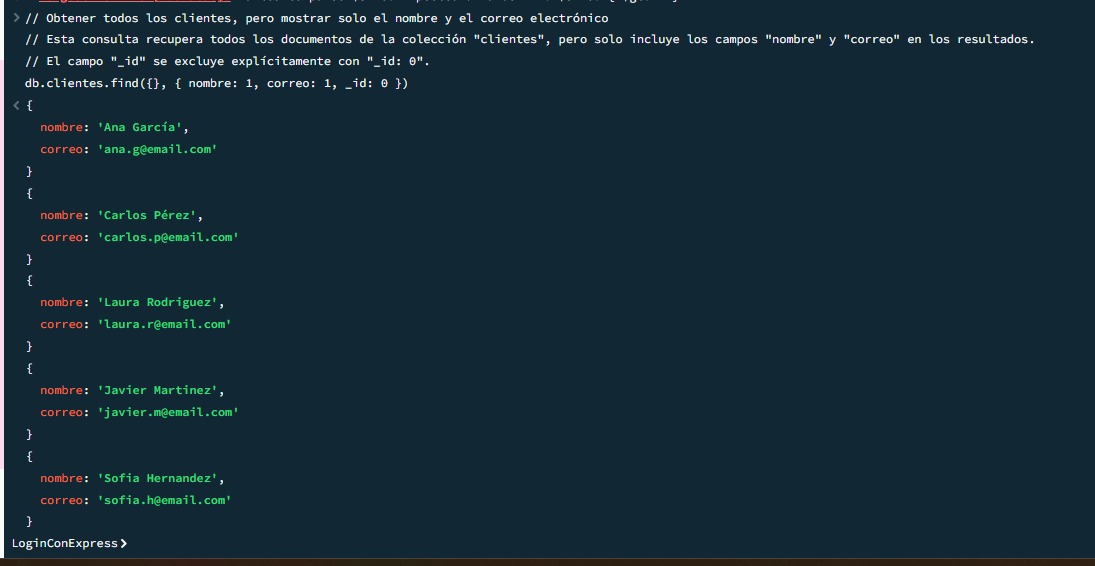 > // Obtener todos los clientes, pero mostrar solo el nombre y el correo electrónico
// Esta consulta recupera todos los documentos de la colección "clientes", pero solo incluye los campos "nombre" y "correo" en los resultados.
// El campo "_id" se excluye explícitamente con "_id: 0".
db.clientes.find({}, { nombre: 1, correo: 1, _id: 0 })
< {
nombre: 'Ana García',
correo: 'ana.g@email.com'
}
{
nombre: 'Carlos Pérez',
correo: 'carlos.p@email.com'
}
{
nombre: 'Laura Rodriguez',
correo: 'laura.r@email.com'
}
{
nombre: 'Javier Martinez',
correo: 'javier.m@email.com'
}
{
nombre: 'Sofia Hernandez',
correo: 'sofia.h@email.com'
}
LoginConExpress>